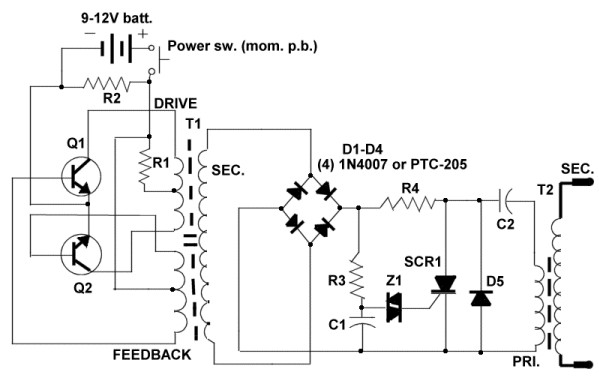 9-12V batt.
- +
Power sw. (mom. p.b.)
R2
DRIVE
T1
Q1
R1
SEC.
D1-D4
(4) 1N4007 or PTC-205
R4
T2
SEC.
C2
SCR1
R3
Z1
D5
Q2
C1
FEEDBACK
PRI.